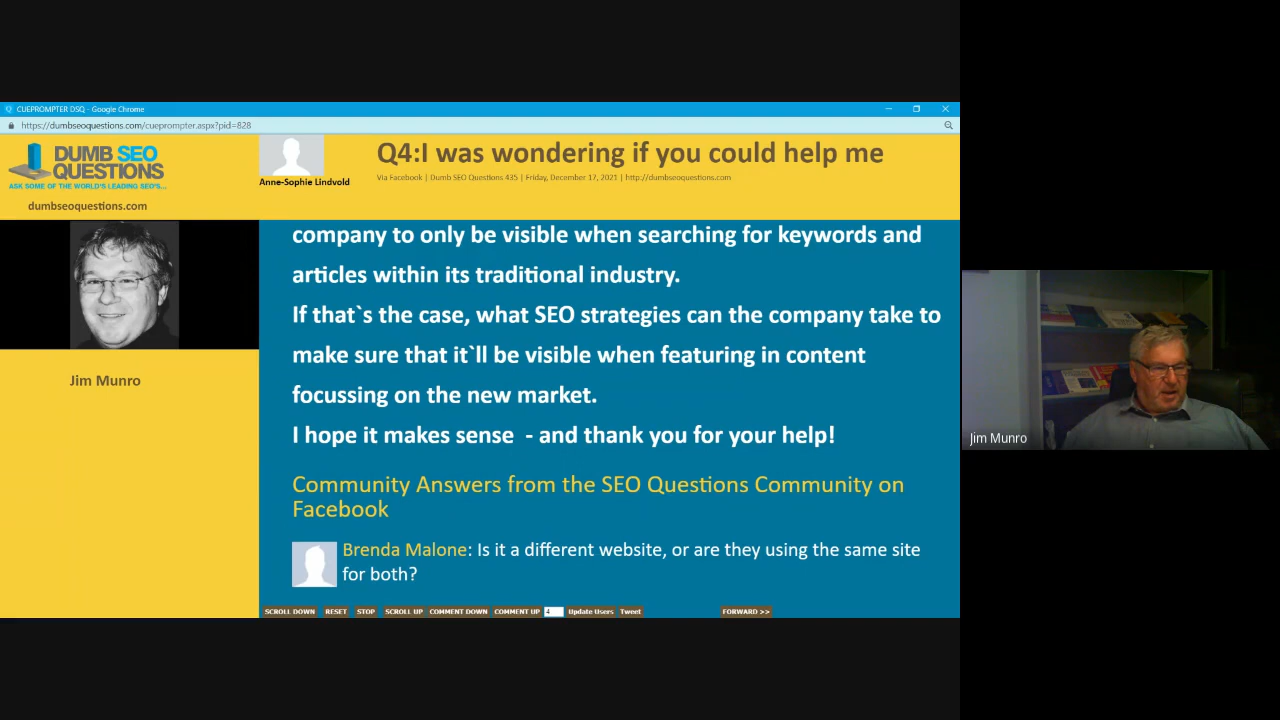 CUEPROMPTER DSQ - Google Chrome
https://dumbseoquestions.com/cueprompter.aspx?pid=828
DUMB SEO
QUESTIONS
ASK SOME OF THE WORLD'S LEADING SEO'S...
dumbseoquestions.com
Anne-Sophie Lindvold
Q4:I was wondering if you could help me
Via Facebook | Dumb SEO Questions 435 | Friday, December 17, 2021 | http://dumbseoquestions.com
Jim Munro
company to only be visible when searching for keywords and
articles within its traditional industry.
If that`s the case, what SEO strategies can the company take to
make sure that it`ll be visible when featuring in content
focussing on the new market.
I hope it makes sense - and thank you for your help!
Community Answers from the SEO Questions Community on
Facebook
Brenda Malone: Is it a different website, or are they using the same site
for both?
SCROLL DOWN RESET STOP SCROLL UP COMMENT DOWN COMMENT UP 4 Update Users Tweet FORWARD >>
Jim Munro